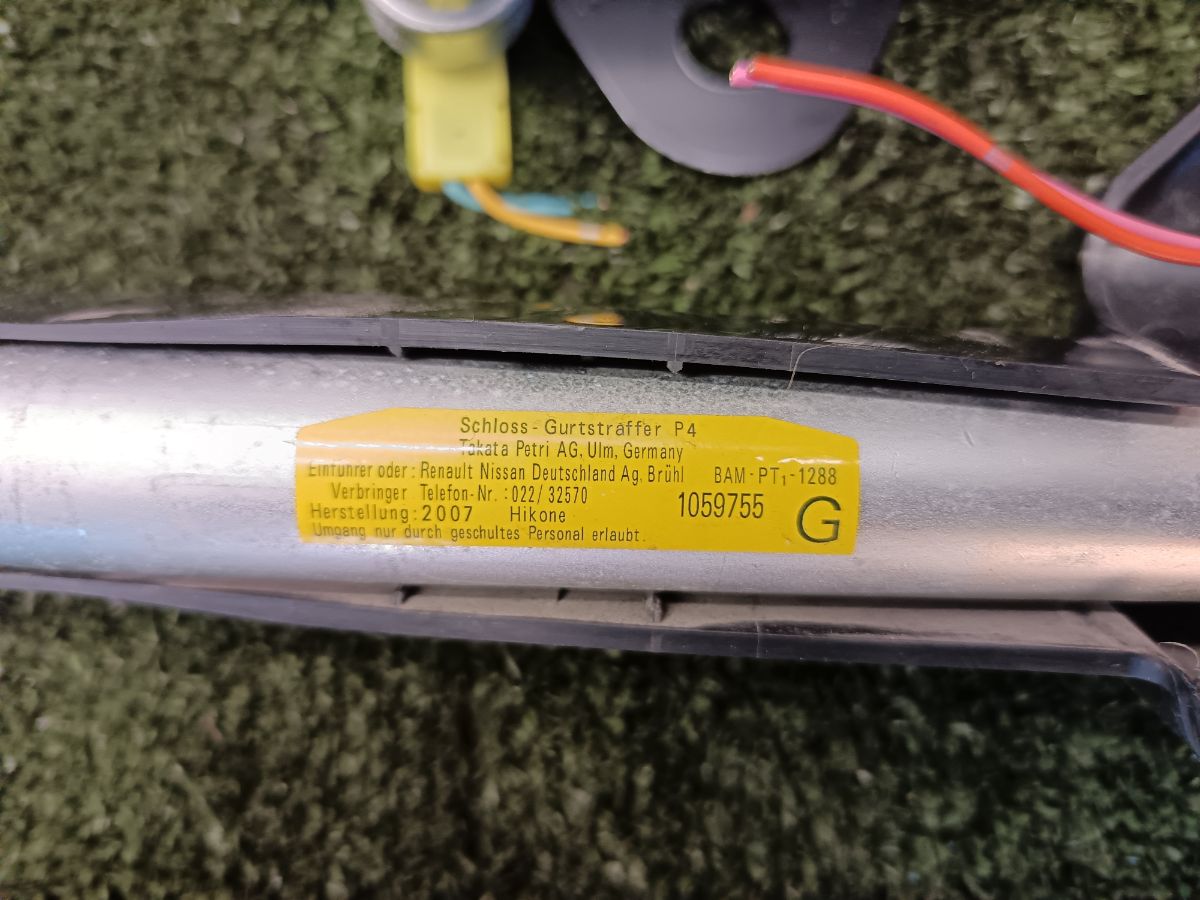 Schloss-Gurtstraffer P4
Takata Petri AG, Ulm, Germany
Einfuhrer oder: Renault Nissan Deutschland Ag, Brühl BAM-PT₁-1288
Verbringer Telefon-Nr.: 022/32570 1059755
Herstellung: 2007 Hikone G
Umgang nur durch geschultes Personal erlaubt.